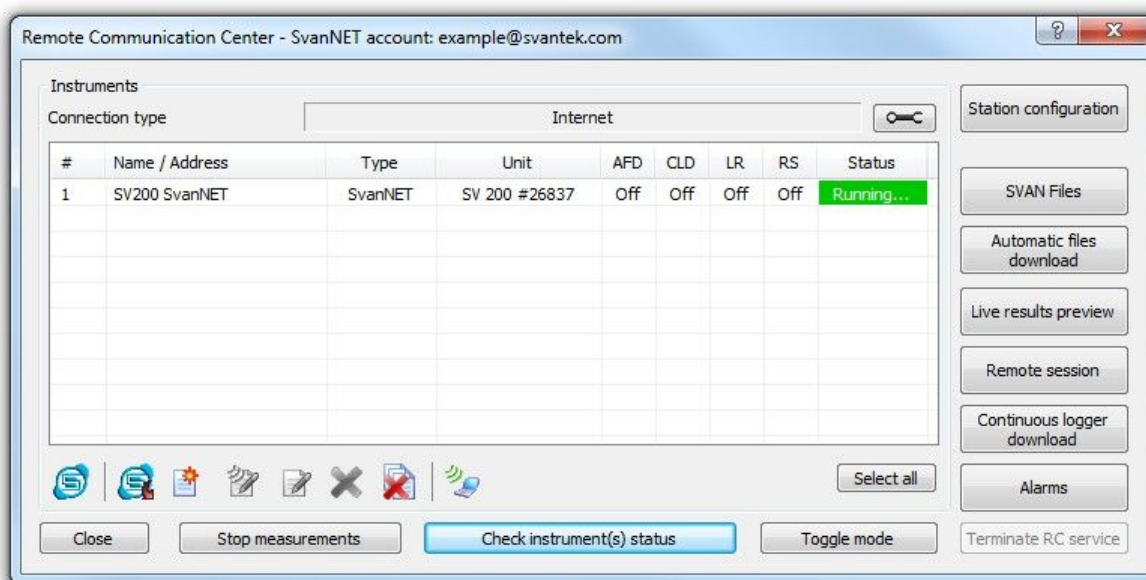 Remote Communication Center - SvanNET account: example@svantek.com
Instruments
Connection type Internet
# Name / Address Type Unit AFD CLD LR RS Status
1 SV200 SvanNET SvanNET SV 200 #26837 Off Off Off Off Running...
Select all
Close Stop measurements Check instrument(s) status Toggle mode
Station configuration
SVAN Files
Automatic files
download
Live results preview
Remote session
Continuous logger
download
Alarms
Terminate RC service